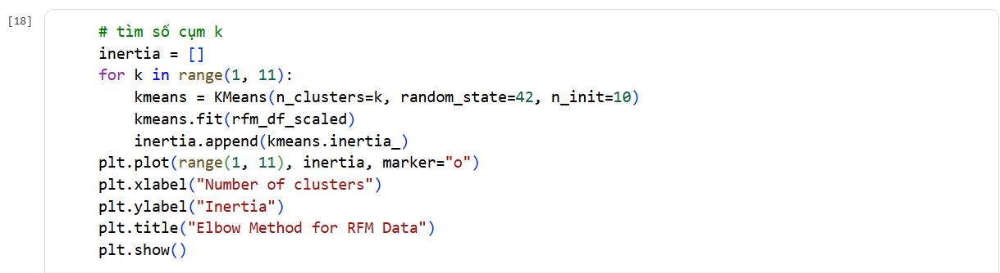 [18]
# tìm số cụm k
inertia = []
for k in range(1, 11):
    kmeans = KMeans(n_clusters=k, random_state=42, n_init=10)
    kmeans.fit(rfm_df_scaled)
    inertia.append(kmeans.inertia_)
plt.plot(range(1, 11), inertia, marker="o")
plt.xlabel("Number of clusters")
plt.ylabel("Inertia")
plt.title("Elbow Method for RFM Data")
plt.show()